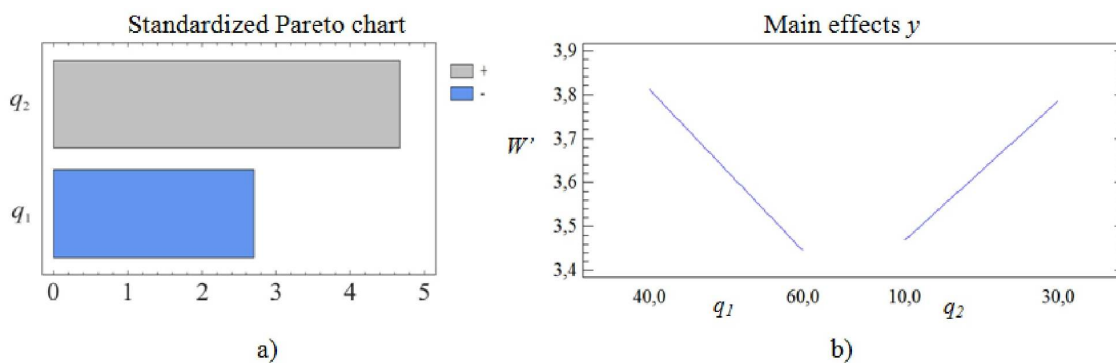 Standardized Pareto chart
q2
q1
+
-
0 1 2 3 4 5
a)
Main effects y
W’
3,9
3,8
3,7
3,6
3,5
3,4
40,0 60,0 10,0 30,0
q1 q2
b)